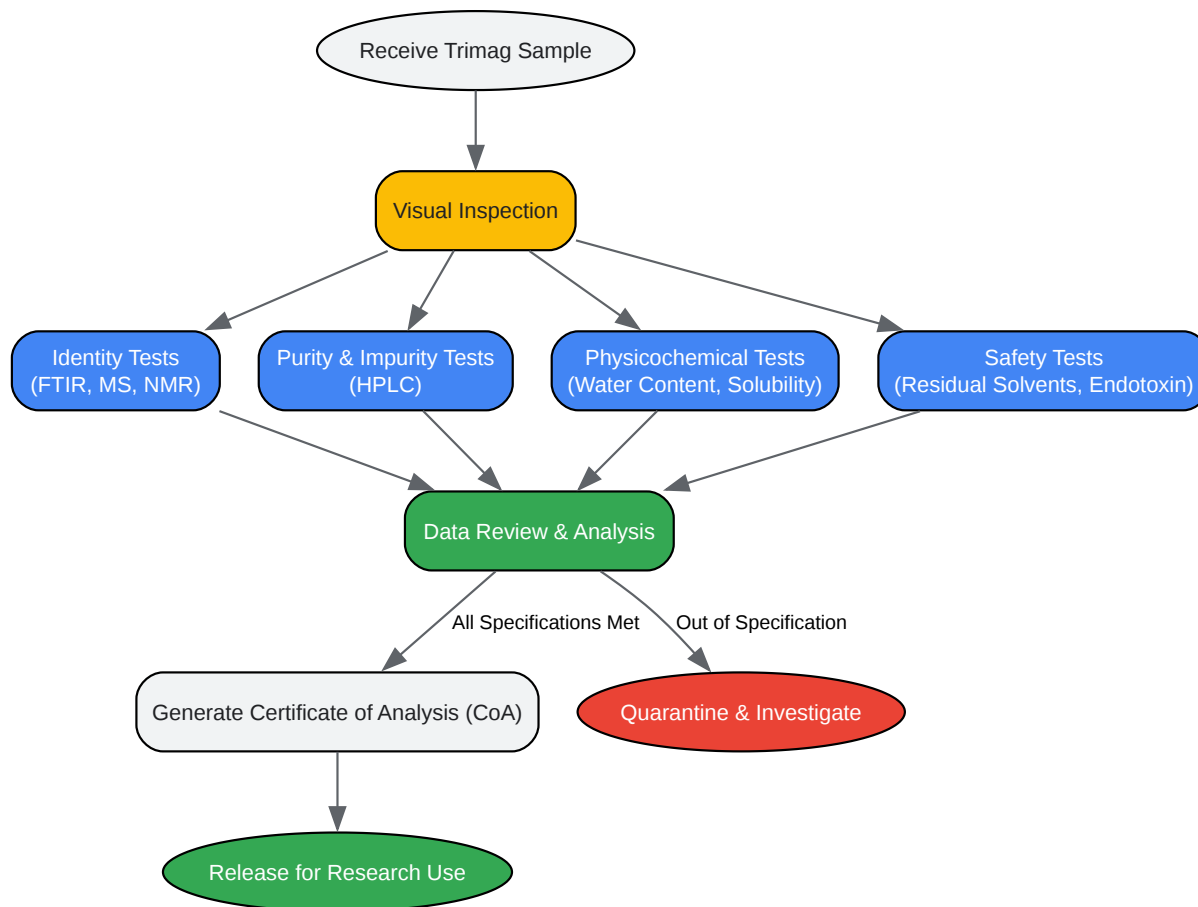 Receive Trimag Sample
Visual Inspection
Identity Tests
(FTIR, MS, NMR)
Purity & Impurity Tests
(HPLC)
Physicochemical Tests
(Water Content, Solubility)
Safety Tests
(Residual Solvents, Endotoxin)
Data Review & Analysis
All Specifications Met
Out of Specification
Generate Certificate of Analysis (CoA)
Quarantine & Investigate
Release for Research Use